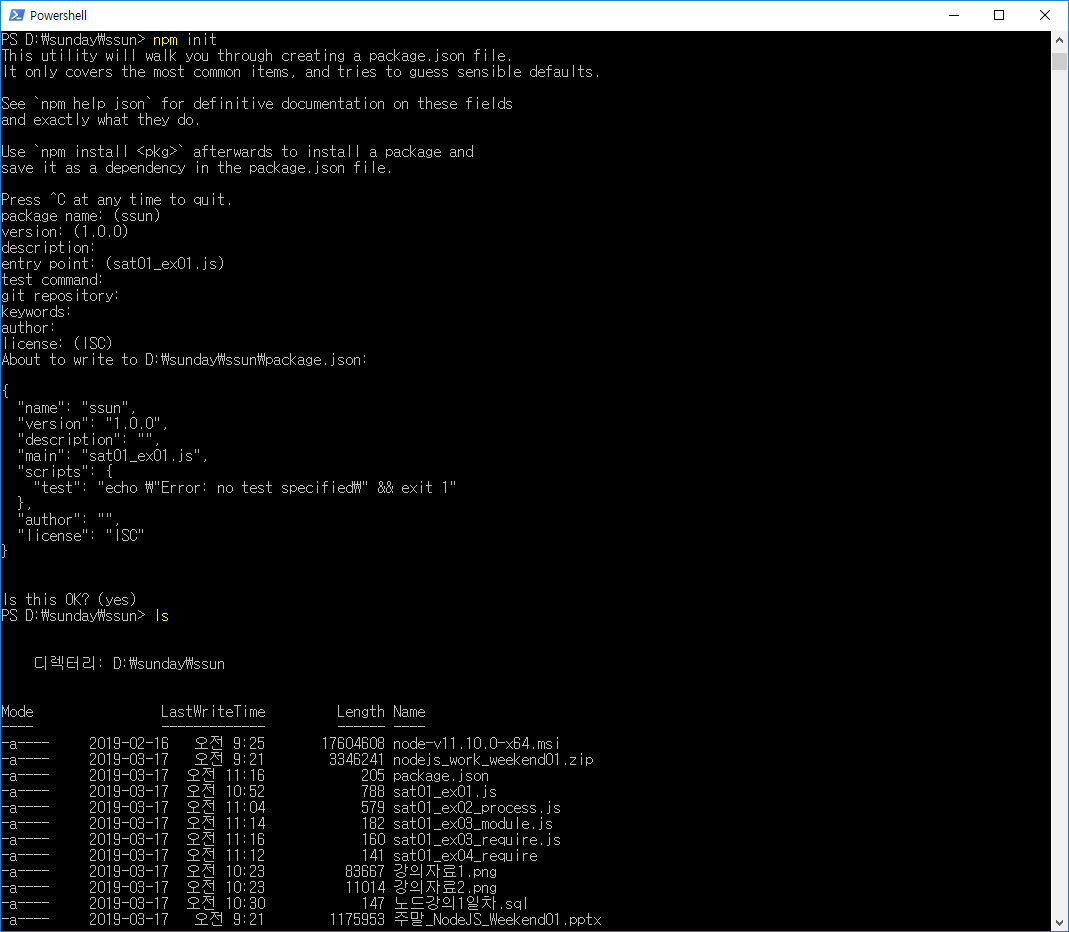 Powershell
PS D:₩sunday₩ssun> npm init
This utility will walk you through creating a package.json file.
It only covers the most common items, and tries to guess sensible defaults.
See `npm help json` for definitive documentation on these fields
and exactly what they do.
Use `npm install <pkg>` afterwards to install a package and
save it as a dependency in the package.json file.
Press ^C at any time to quit.
package name: (ssun)
version: (1.0.0)
description:
entry point: (sat01_ex01.js)
test command:
git repository:
keywords:
author:
license: (ISC)
About to write to D:₩sunday₩ssun₩package.json:
{
  "name": "ssun",
  "version": "1.0.0",
  "description": "",
  "main": "sat01_ex01.js",
  "scripts": {
    "test": "echo ₩"Error: no test specified₩" && exit 1"
  },
  "author": "",
  "license": "ISC"
}
Is this OK? (yes)
PS D:₩sunday₩ssun> ls
디렉터리: D:₩sunday₩ssun
Mode                LastWriteTime         Length Name
----                -------------         ------ ----
-a----     2019-02-16   오전 9:25       17604608 node-v11.10.0-x64.msi
-a----     2019-03-17   오전 9:21        3346241 nodejs_work_weekend01.zip
-a----     2019-03-17  오전 11:16            205 package.json
-a----     2019-03-17  오전 10:52            788 sat01_ex01.js
-a----     2019-03-17  오전 11:04            579 sat01_ex02_process.js
-a----     2019-03-17  오전 11:14            182 sat01_ex03_module.js
-a----     2019-03-17  오전 11:16            160 sat01_ex03_require.js
-a----     2019-03-17  오전 11:12            141 sat01_ex04_require
-a----     2019-03-17  오전 10:23          83667 강의자료1.png
-a----     2019-03-17  오전 10:23          11014 강의자료2.png
-a----     2019-03-17  오전 10:30            147 노드강의1일차.sql
-a----     2019-03-17   오전 9:21        1175953 주말_NodeJS_Weekend01.pptx